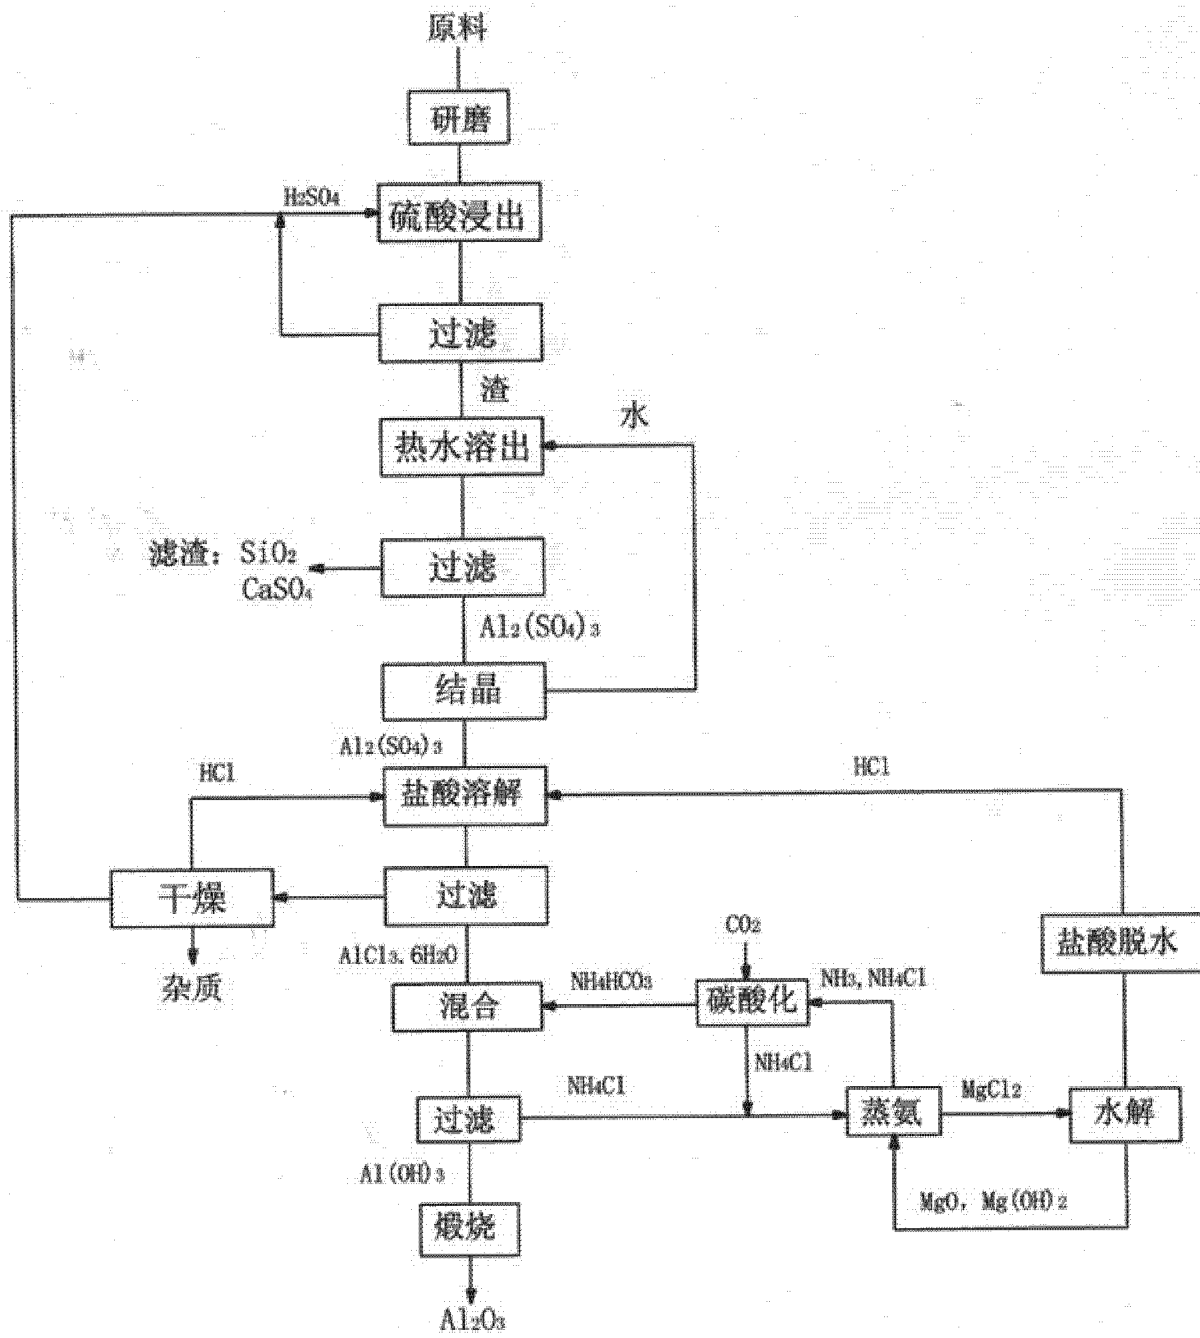 原料
研磨
H2SO4
硫酸浸出
过滤
渣
水
热水溶出
滤渣：SiO2
CaSO4
过滤
Al2(SO4)3
结晶
Al2(SO4)3
HCl
HCl
盐酸溶解
干燥
过滤
杂质
AlCl3．6H2O
CO2
盐酸脱水
NH4HCO3
碳酸化
NH3，NH4Cl
混合
NH4Cl
NH4Cl
MgCl2
过滤
蒸氨
水解
Al(OH)3
MgO，Mg(OH)2
煅烧
Al2O3